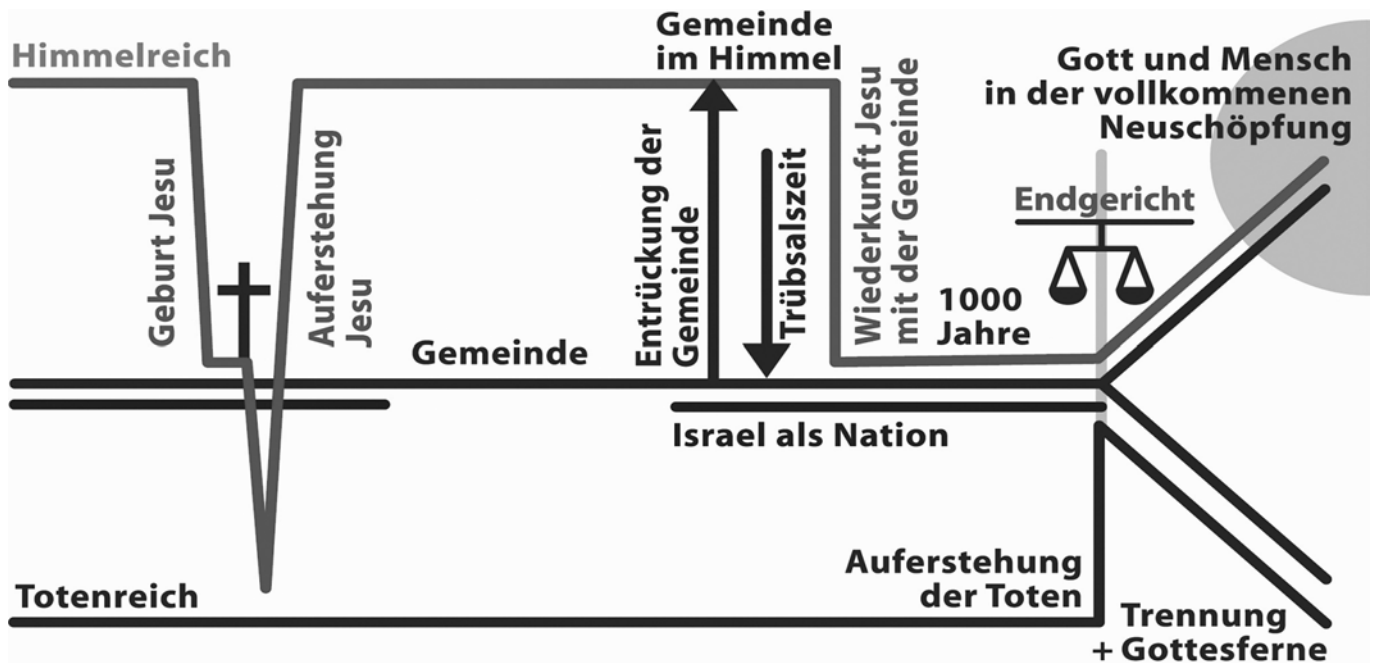 Himmelreich
Geburt Jesu
Auferstehung
Jesu
Gemeinde
Entrückung der
Gemeinde
Gemeinde
im Himmel
Trübsalszeit
Wiederkunft Jesu
mit der Gemeinde
1000
Jahre
Endgericht
Gott und Mensch
in der vollkommenen
Neuschöpfung
Israel als Nation
Totenreich
Auferstehung
der Toten
Trennung
+ Gottesferne